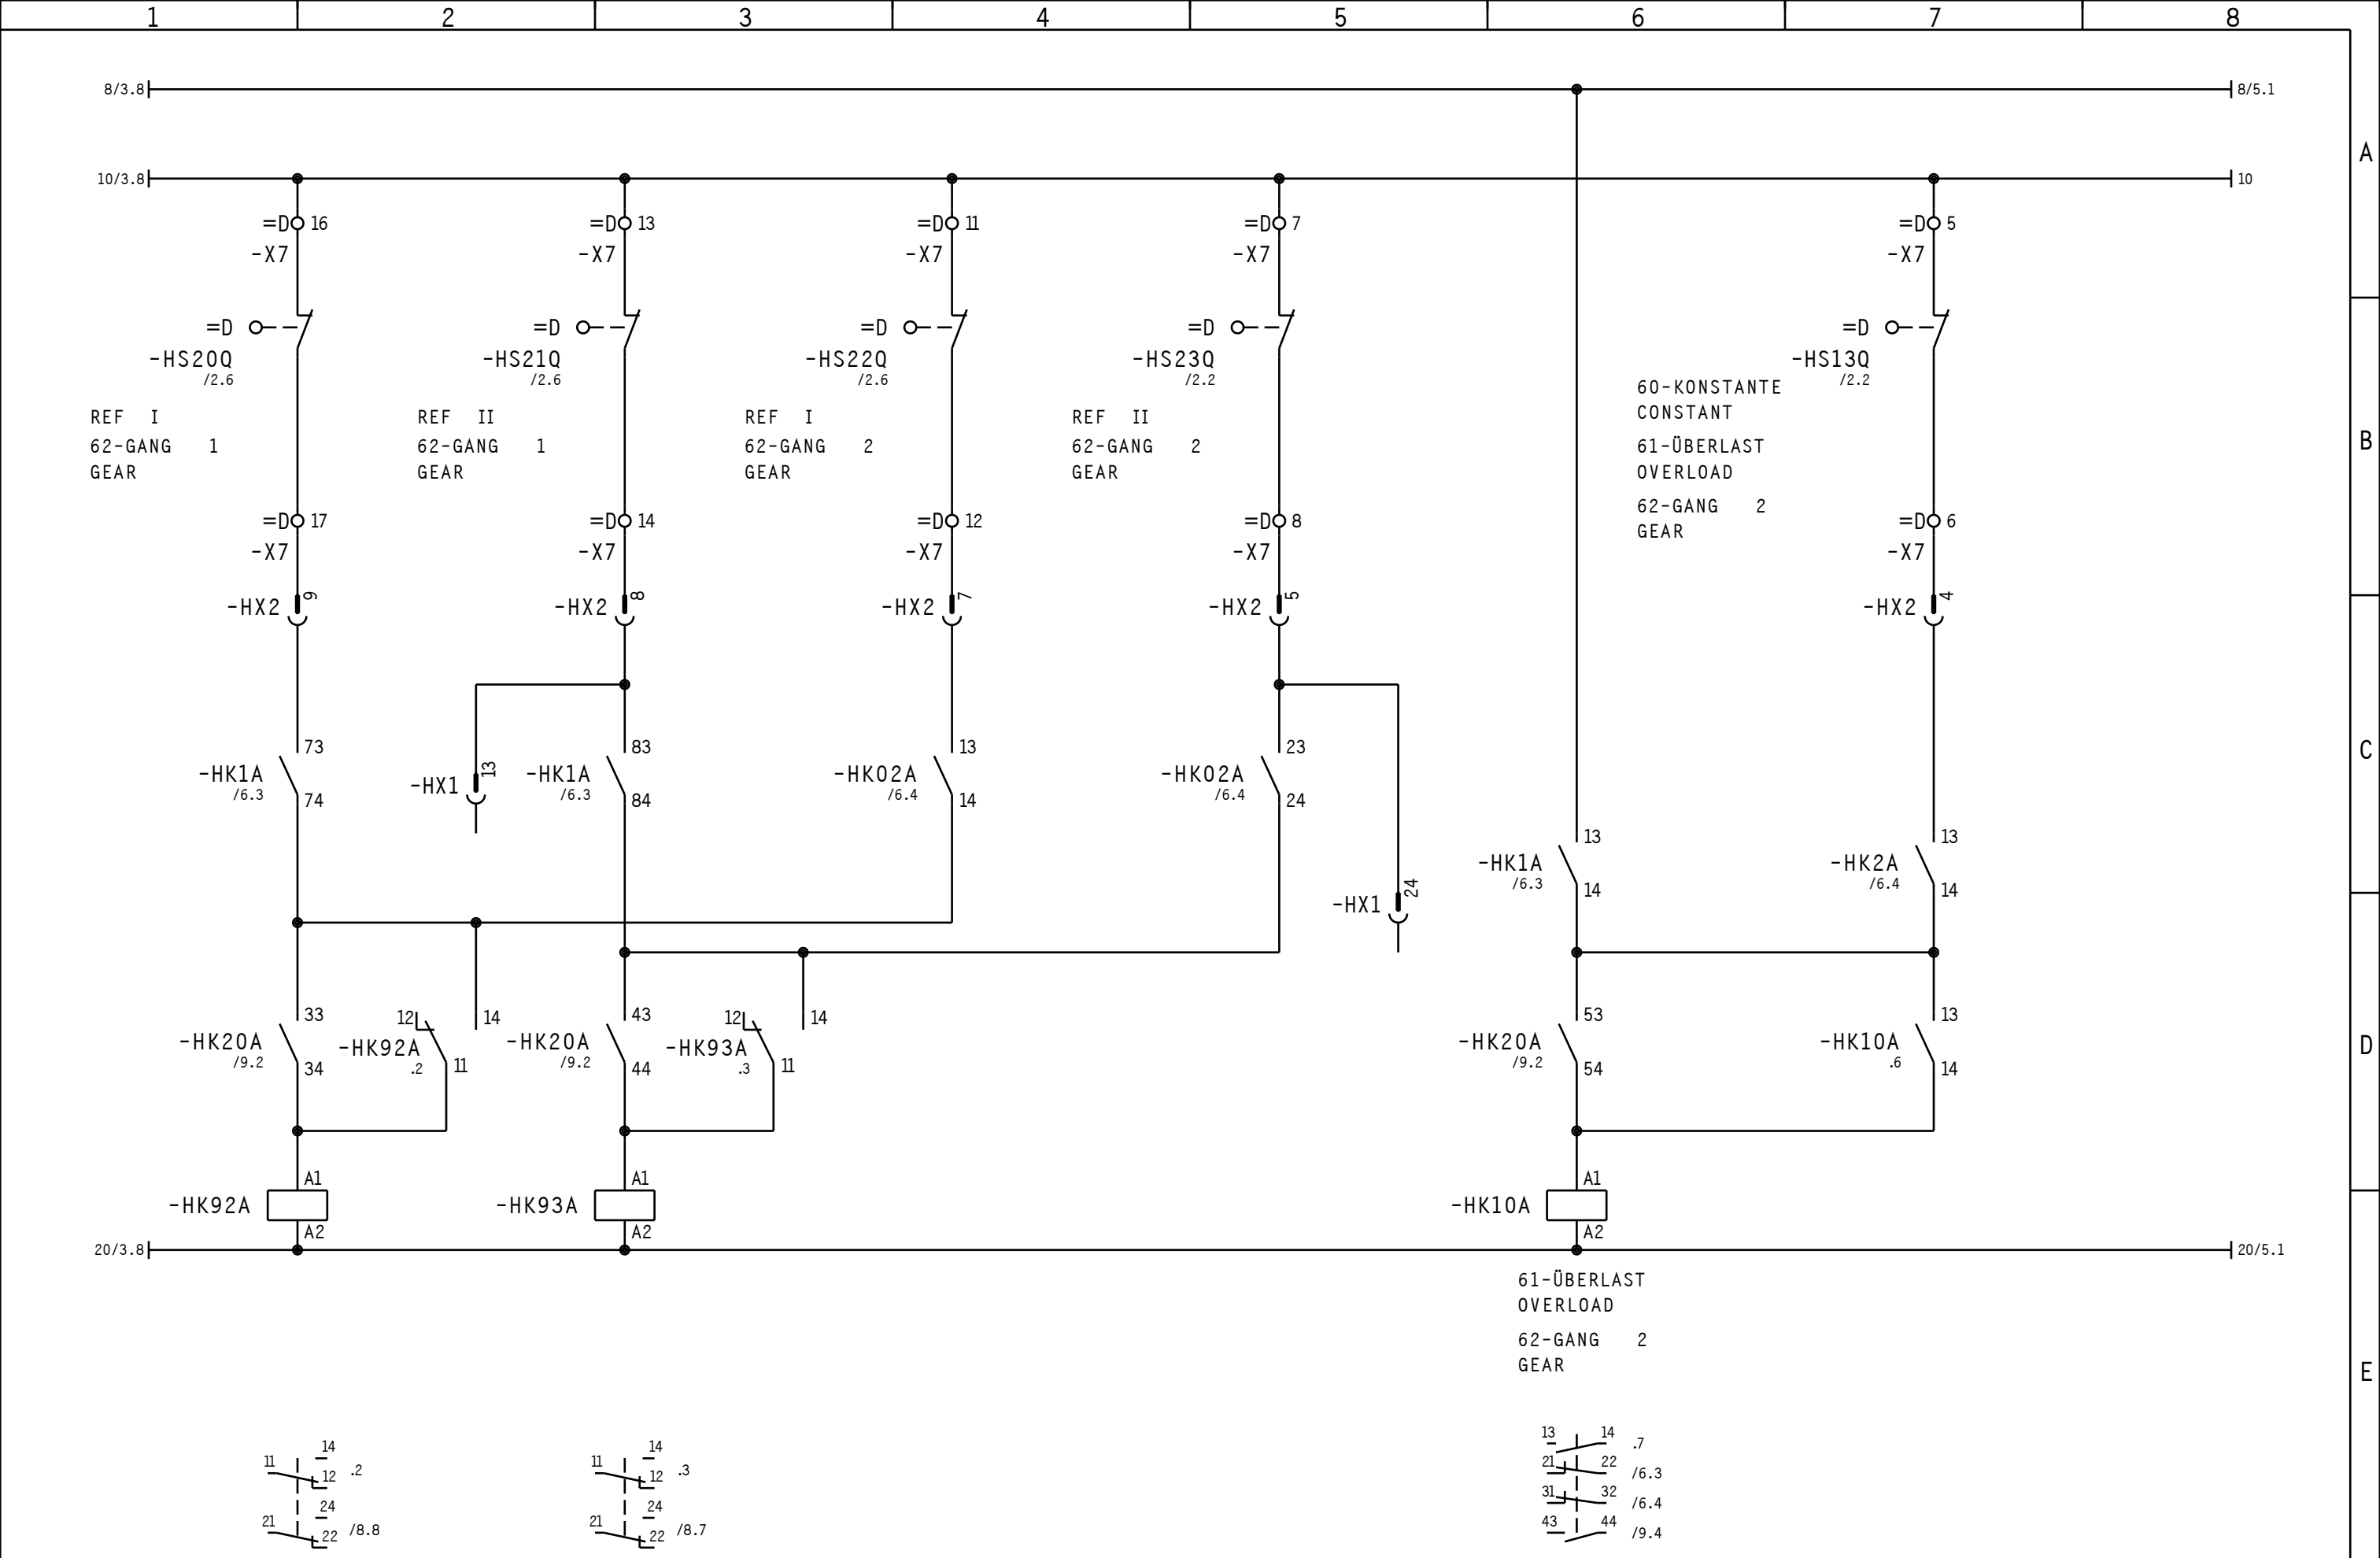 1 2 3 4 5 6 7 8
8/3.8 8/5.1
A
10/3.8 10
=D 16 =D 13 =D 11 =D 7 =D 5
-X7 -X7 -X7 -X7 -X7
=D =D =D =D =D
-HS20Q -HS21Q -HS22Q -HS23Q -HS13Q
/2.6 /2.6 /2.6 /2.2 /2.2
60-KONSTANTE
CONSTANT
REF I REF II REF I REF II
62-GANG 1 62-GANG 1 62-GANG 2 62-GANG 2 61-ÜBERLAST
B
GEAR GEAR GEAR GEAR OVERLOAD
62-GANG 2
GEAR
=D 17 =D 14 =D 12 =D 8 =D 6
-X7 -X7 -X7 -X7 -X7
-HX2 9 -HX2 8 -HX2 7 -HX2 5 -HX2 4
73 83 13 23
C
-HK1A -HX1 13 -HK1A -HK02A -HK02A
/6.3 /6.3 /6.4 /6.4
74 84 14 24
13 13
-HK1A -HK2A
/6.3 /6.4
14 14
-HX1 24
33 12 14 43 12 14 53 13
-HK20A -HK92A -HK20A -HK93A -HK20A -HK10A
D
/9.2 .2 /9.2 .3 /9.2 .6
34 11 44 11 54 14
A1 A1 A1
-HK92A -HK93A -HK10A
A2 A2 A2
20/3.8 20/5.1
61-ÜBERLAST
OVERLOAD
62-GANG 2
GEAR
E
14 14 13 14 .7
11 12 .2 11 12 .3 21 22 /6.3
24 24 31 32 /6.4
21 22 /8.8 21 22 /8.7 43 44 /9.4